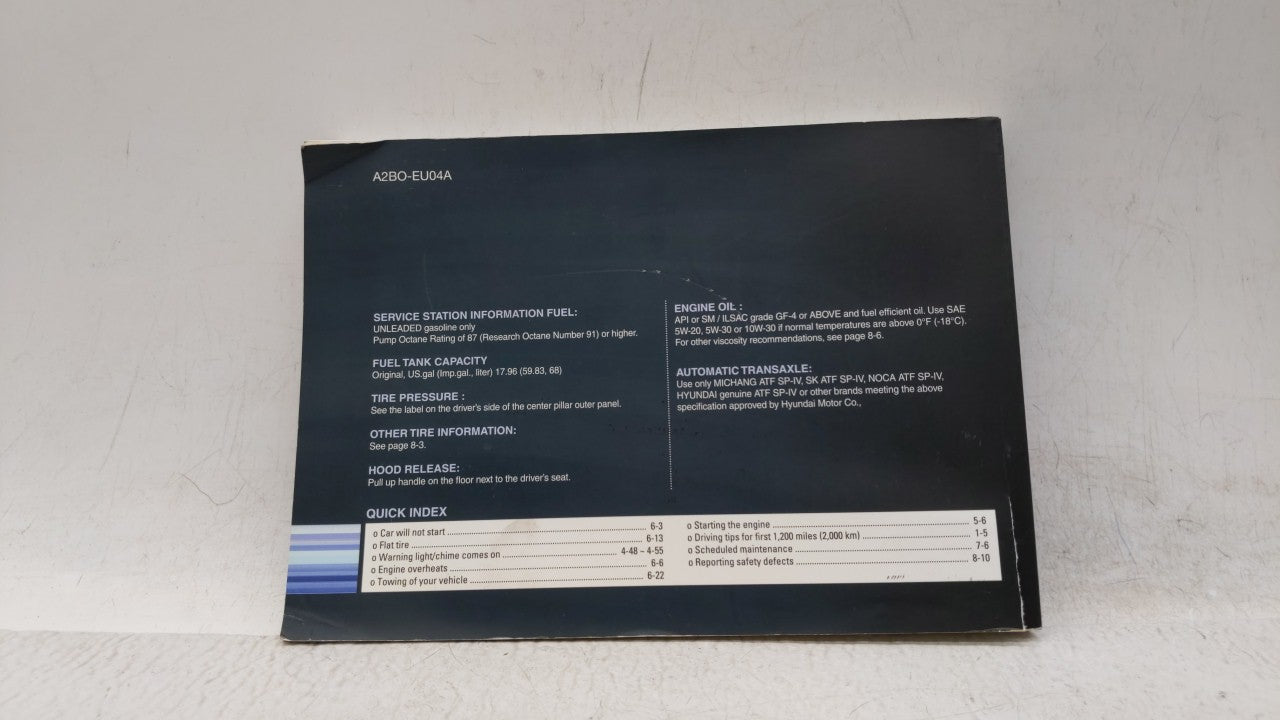 A2BO-EU04A
SERVICE STATION INFORMATION FUEL:
UNLEADED gasoline only
Pump Octane Rating of 87 (Research Octane Number 91) or higher.
FUEL TANK CAPACITY
Original, US.gal (Imp.gal., liter) 17.96 (59.83, 68)
TIRE PRESSURE :
See the label on the driver's side of the center pillar outer panel.
OTHER TIRE INFORMATION:
See page 8-3.
HOOD RELEASE:
Pull up handle on the floor next to the driver's seat.
ENGINE OIL :
API or SM / ILSAC grade GF-4 or ABOVE and fuel efficient oil. Use SAE
5W-20, 5W-30 or 10W-30 if normal temperatures are above 0°F (-18°C).
For other viscosity recommendations, see page 8-6.
AUTOMATIC TRANSAXLE:
Use only MICHANG ATF SP-IV, SK ATF SP-IV, NOCA ATF SP-IV,
HYUNDAI genuine ATF SP-IV or other brands meeting the above
specification approved by Hyundai Motor Co.,
QUICK INDEX
o Car will not start ........ 6-3
o Flat tire ........ 6-13
o Warning light/chime comes on ........ 4-48 ~ 4-55
o Engine overheats ........ 6-6
o Towing of your vehicle ........ 6-22
o Starting the engine ........ 5-6
o Driving tips for first 1,200 miles (2,000 km) ........ 1-5
o Scheduled maintenance ........ 7-6
o Reporting safety defects ........ 8-10